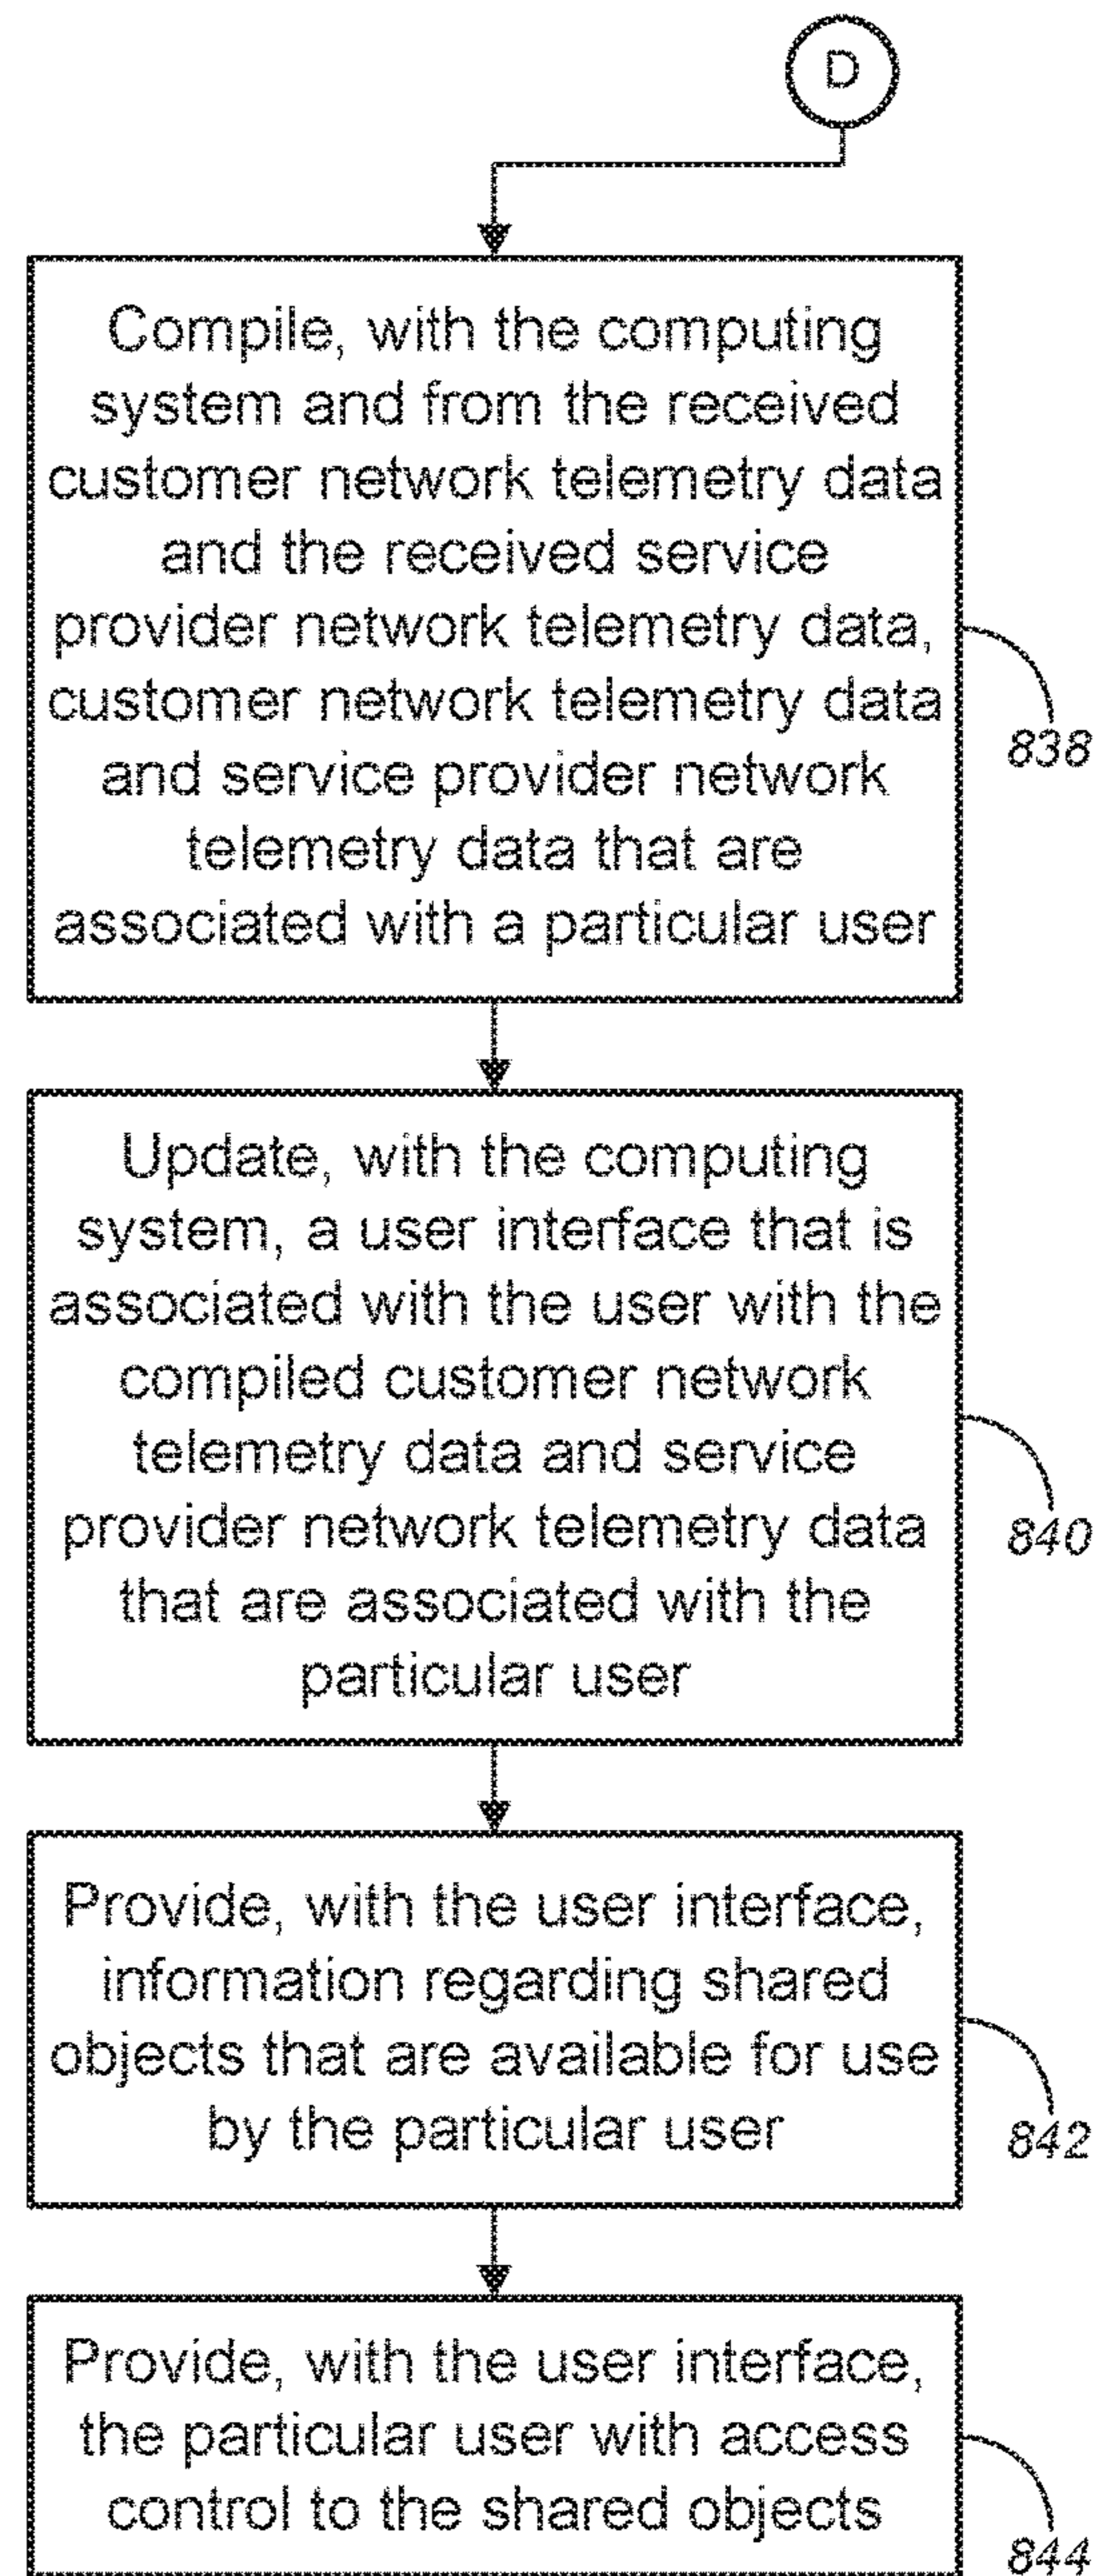 D
Compile, with the computing
system and from the received
customer network telemetry data
and the received service
provider network telemetry data,
customer network telemetry data
and service provider network
telemetry data that are
associated with a particular user
838
Update, with the computing
system, a user interface that is
associated with the user with the
compiled customer network
telemetry data and service
provider network telemetry data
that are associated with the
particular user
840
Provide, with the user interface,
information regarding shared
objects that are available for use
by the particular user
842
Provide, with the user interface,
the particular user with access
control to the shared objects
844